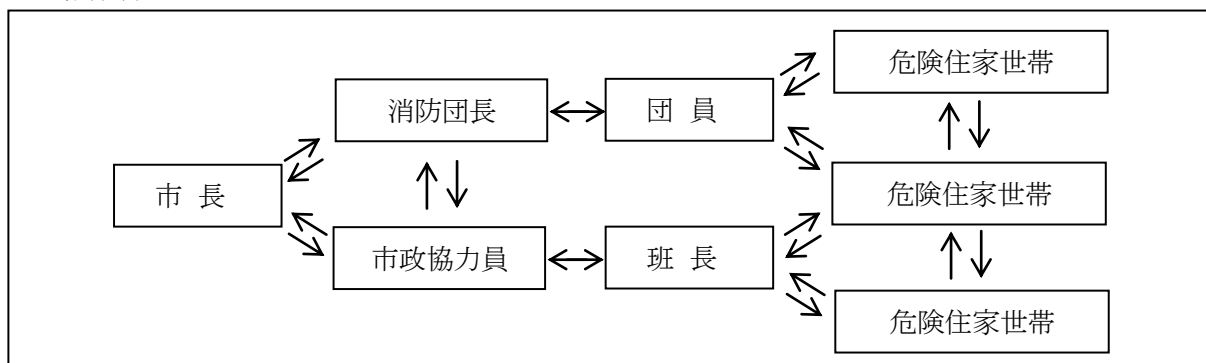 危険住家世帯
消防団長
団 員
市 長
危険住家世帯
市政協力員
班 長
危険住家世帯